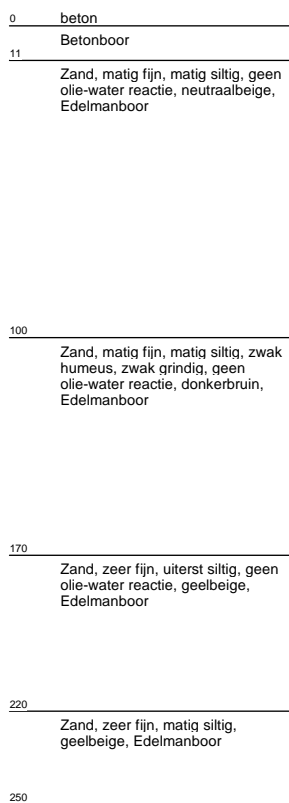 0 beton
Betonboor
11
Zand, matig fijn, matig siltig, geen
olie-water reactie, neutraalbeige,
Edelmanboor
100
Zand, matig fijn, matig siltig, zwak
humeus, zwak grindig, geen
olie-water reactie, donkerbruin,
Edelmanboor
170
Zand, zeer fijn, uiterst siltig, geen
olie-water reactie, geelbeige,
Edelmanboor
220
Zand, zeer fijn, matig siltig,
geelbeige, Edelmanboor
250